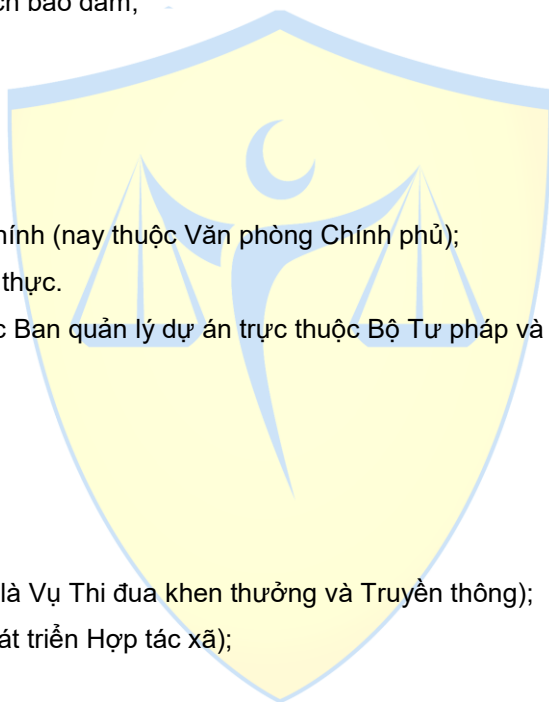 ch bảo đảm;
hính (nay thuộc Văn phòng Chính phủ);
thực.
c Ban quản lý dự án trực thuộc Bộ Tư pháp và
là Vụ Thi đua khen thưởng và Truyền thông);
át triển Hợp tác xã);